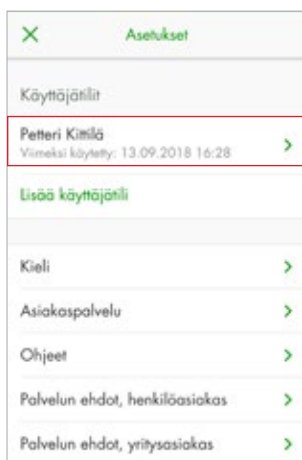 Asetukset
Käyttäjätilit
Petteri Kittilä
Viimeksi käytetty: 13.09.2018 16:28
Lisää käyttäjätili
Kieli
Asiakaspalvelu
Ohjeet
Palvelun ehdot, henkilöasiakas
Palvelun ehdot, yritysasiakas